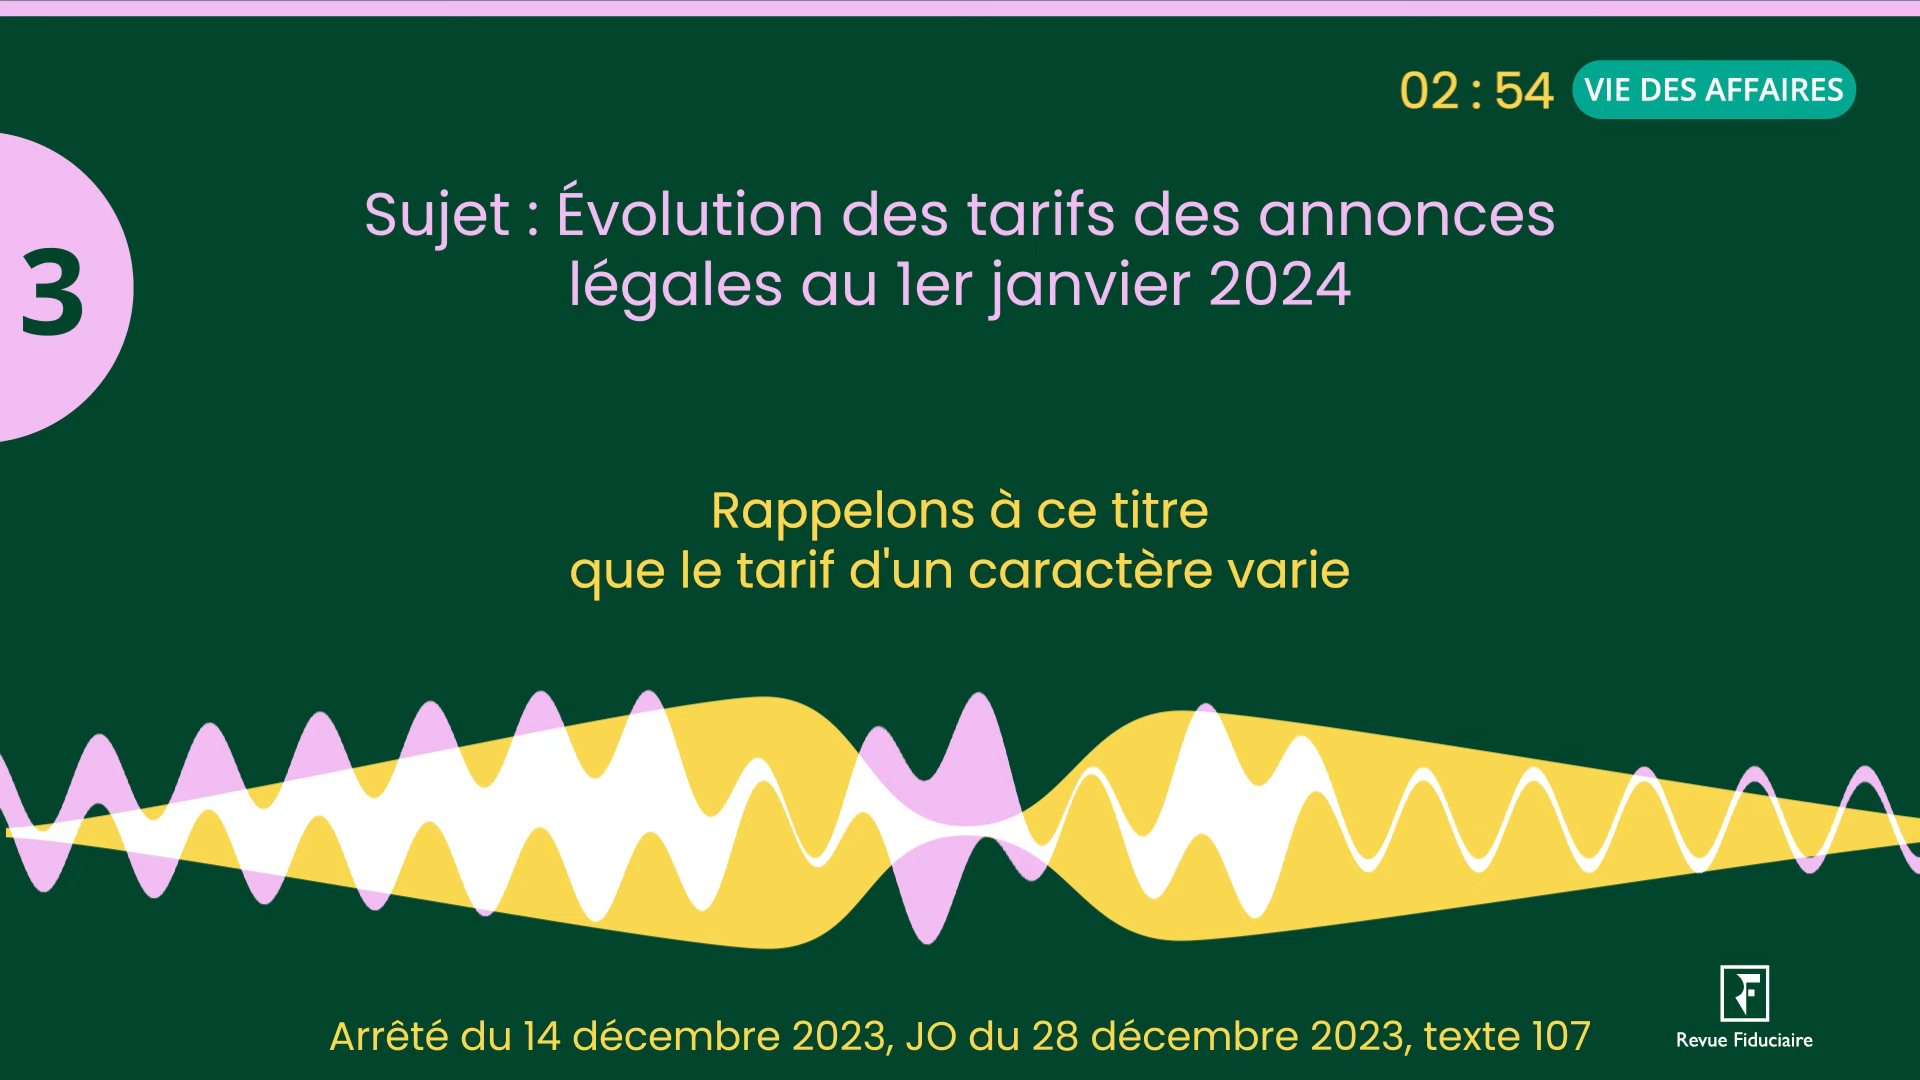 02 : 54
VIE DES AFFAIRES
3
Sujet : Évolution des tarifs des annonces
légales au 1er janvier 2024
Rappelons à ce titre
que le tarif d'un caractère varie
Arrêté du 14 décembre 2023, JO du 28 décembre 2023, texte 107
RF
Revue Fiduciaire